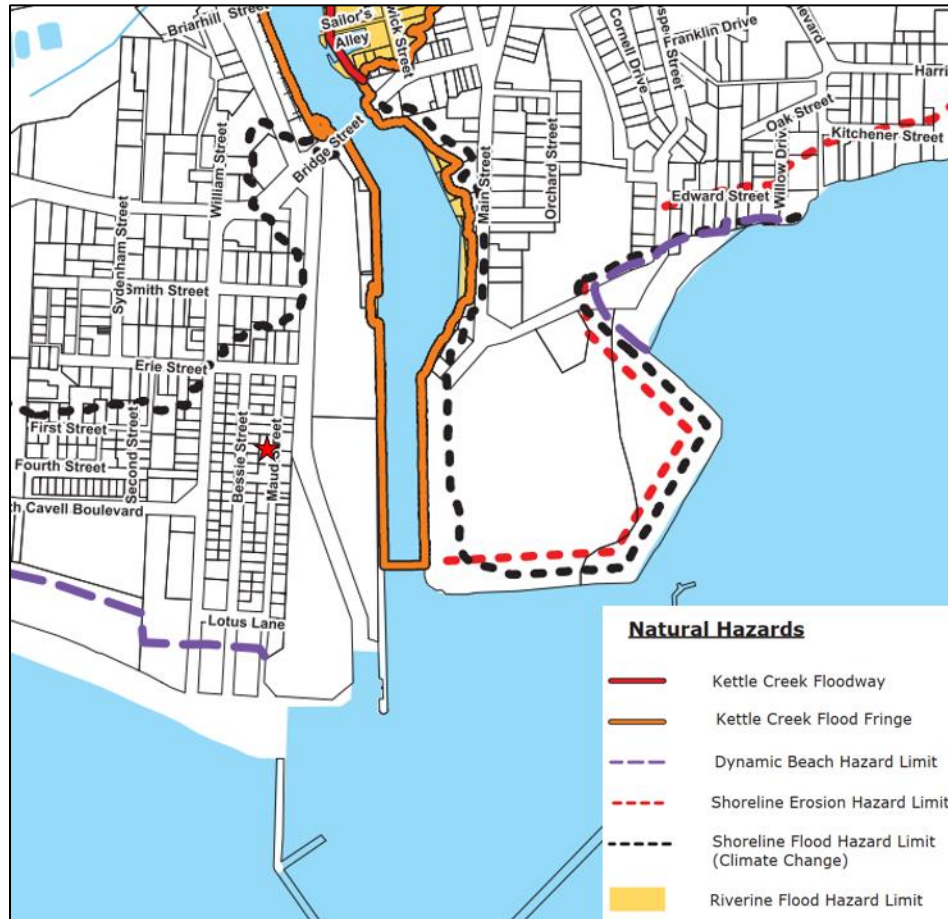 Briarhill Street
Sailor's
Alley
wick Street
Cornell Drive
Franklin Drive
Harri
Oak Street
Kitchener Street
Willow Drive
Edward Street
Main Street
Orchard Street
Bridge Street
William Street
Sydenham Street
Smith Street
Erie Street
First Street
Fourth Street
Second Street
Bessie Street
Maud Street
h Cavell Boulevard
Lotus Lane
Natural Hazards
Kettle Creek Floodway
Kettle Creek Flood Fringe
Dynamic Beach Hazard Limit
Shoreline Erosion Hazard Limit
Shoreline Flood Hazard Limit
(Climate Change)
Riverine Flood Hazard Limit